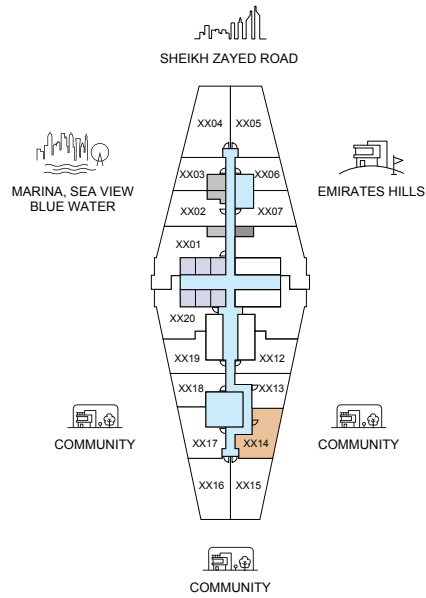 SHEIKH ZAYED ROAD
MARINA, SEA VIEW
BLUE WATER
EMIRATES HILLS
XX04 XX05
XX03 XX06
XX02 XX07
XX01
XX20
XX19 XX12
XX18 XX13
XX17 XX14
XX16 XX15
COMMUNITY
COMMUNITY
COMMUNITY